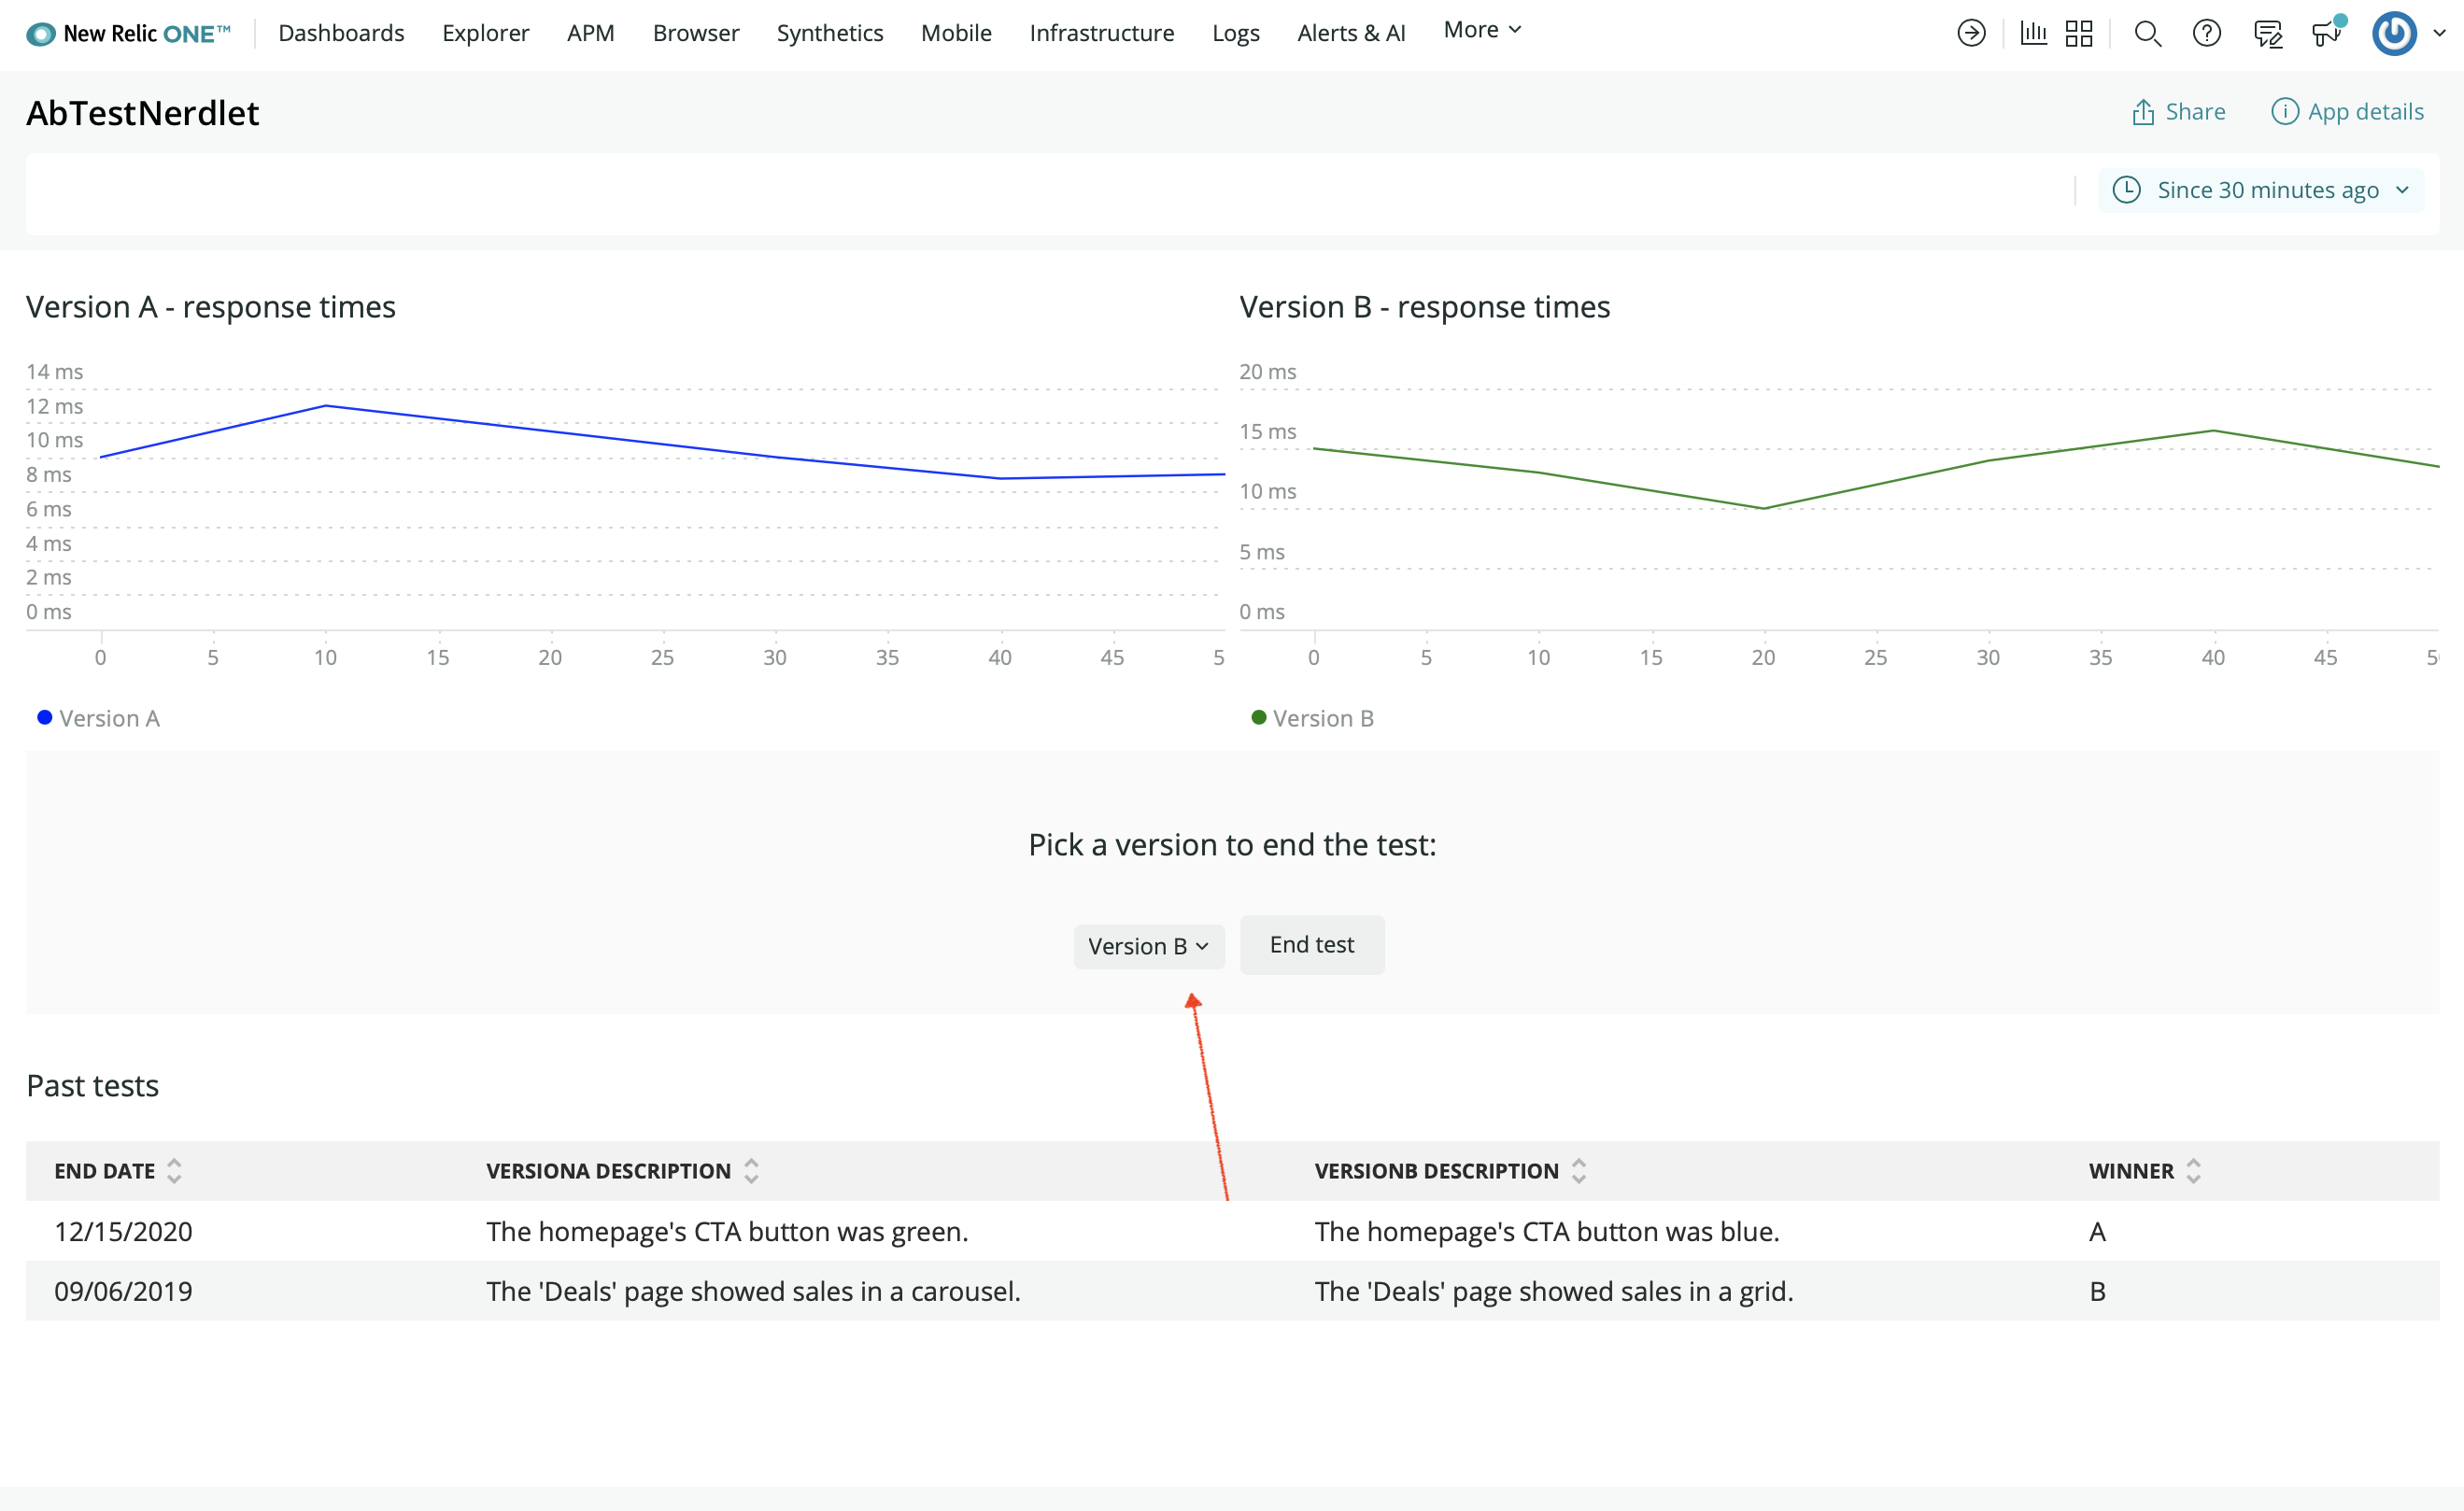 New Relic ONE™ Dashboards Explorer APM Browser Synthetics Mobile Infrastructure Logs Alerts & AI More
AbTestNerdlet Share App details
Since 30 minutes ago
Version A - response times
14 ms
12 ms
10 ms
8 ms
6 ms
4 ms
2 ms
0 ms
0 5 10 15 20 25 30 35 40 45 5
Version A
Version B - response times
20 ms
15 ms
10 ms
5 ms
0 ms
0 5 10 15 20 25 30 35 40 45 5
Version B
Pick a version to end the test:
Version B End test
Past tests
END DATE VERSIONA DESCRIPTION VERSIONB DESCRIPTION WINNER
12/15/2020 The homepage's CTA button was green. The homepage's CTA button was blue. A
09/06/2019 The 'Deals' page showed sales in a carousel. The 'Deals' page showed sales in a grid. B